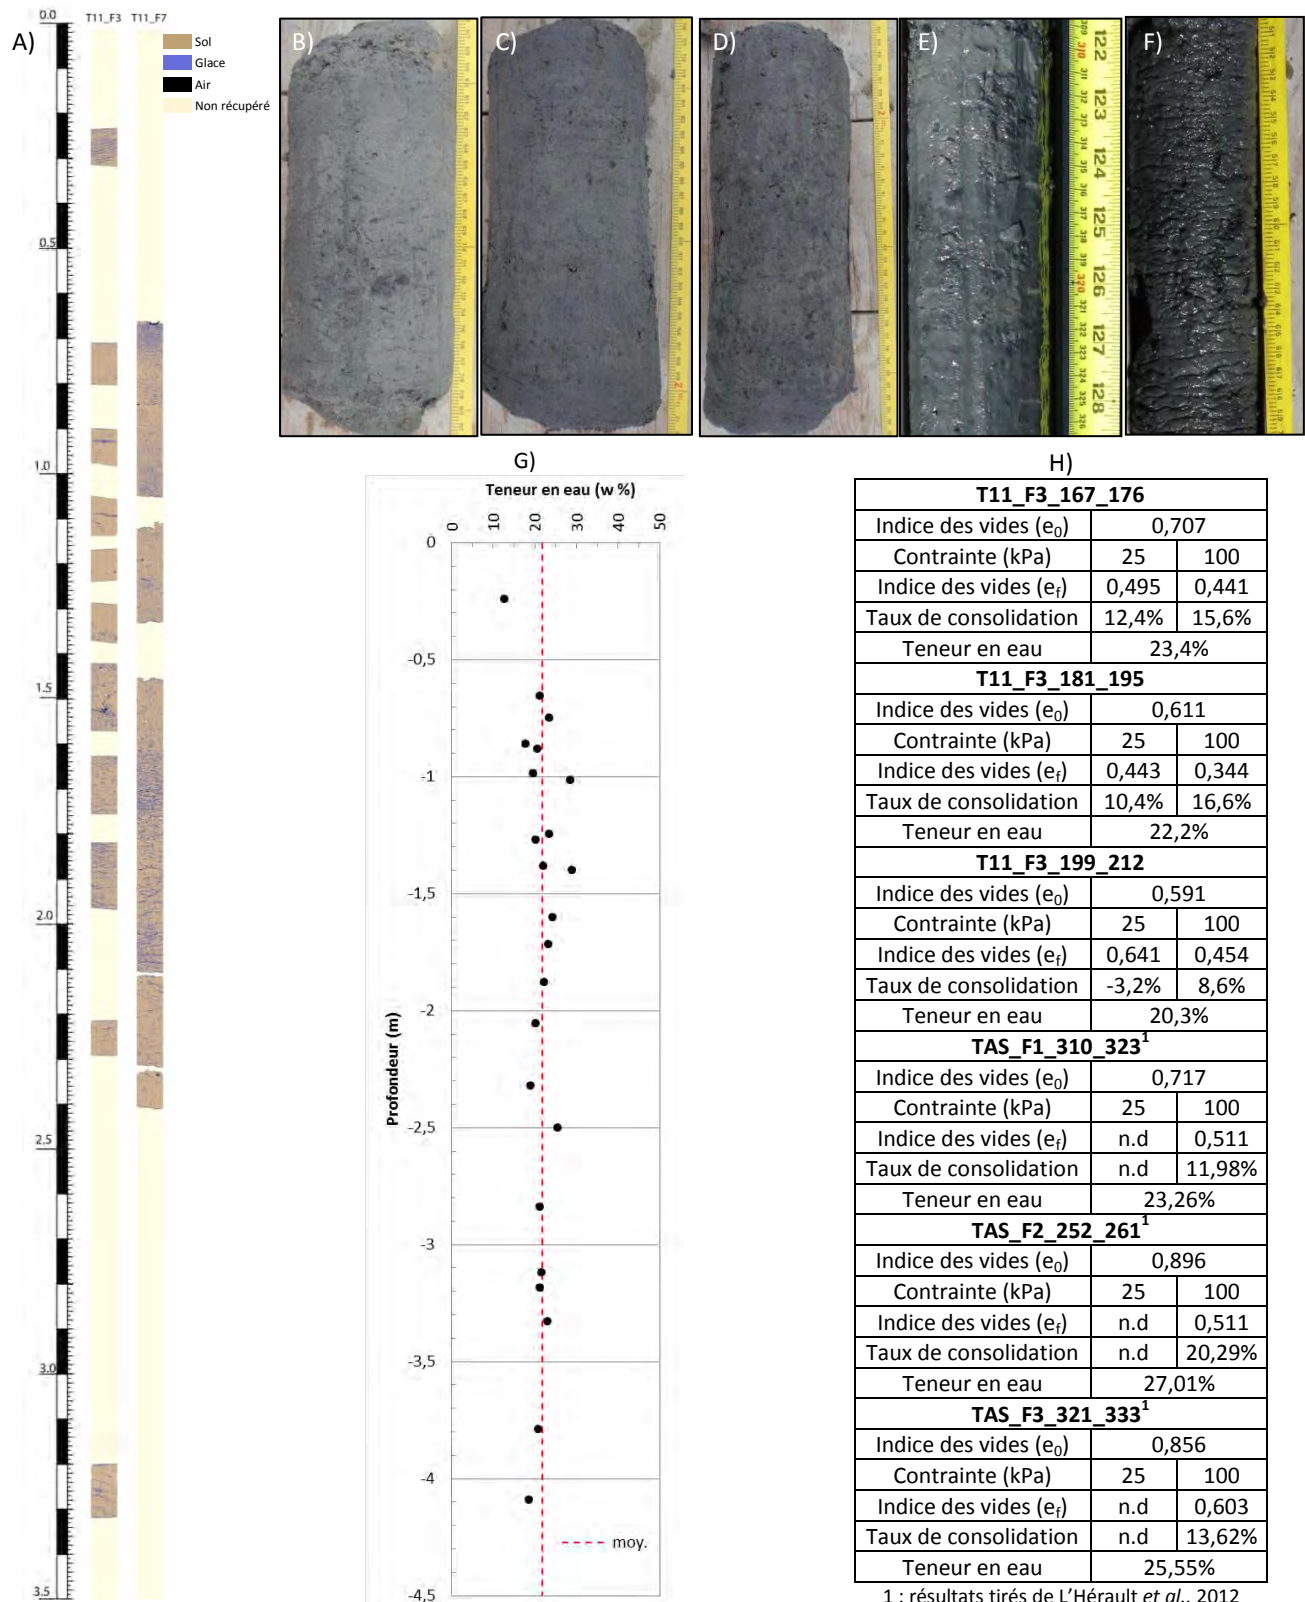 A)
T11_F3 T11_F7
Sol
Glace
Air
Non récupéré
0.0
0.5
1.0
1.5
2.0
2.5
3.0
3.5
B)
C)
D)
E)
F)
122
123
124
125
126
127
128
310
320
G)
Teneur en eau (w %)
0 10 20 30 40 50
0
-0,5
-1
-1,5
-2
-2,5
-3
-3,5
-4
-4,5
Profondeur (m)
moy.
H)
T11_F3_167_176
Indice des vides (e0) 0,707
Contrainte (kPa) 25 100
Indice des vides (ef) 0,495 0,441
Taux de consolidation 12,4% 15,6%
Teneur en eau 23,4%
T11_F3_181_195
Indice des vides (e0) 0,611
Contrainte (kPa) 25 100
Indice des vides (ef) 0,443 0,344
Taux de consolidation 10,4% 16,6%
Teneur en eau 22,2%
T11_F3_199_212
Indice des vides (e0) 0,591
Contrainte (kPa) 25 100
Indice des vides (ef) 0,641 0,454
Taux de consolidation -3,2% 8,6%
Teneur en eau 20,3%
TAS_F1_310_323¹
Indice des vides (e0) 0,717
Contrainte (kPa) 25 100
Indice des vides (ef) n.d 0,511
Taux de consolidation n.d 11,98%
Teneur en eau 23,26%
TAS_F2_252_261¹
Indice des vides (e0) 0,896
Contrainte (kPa) 25 100
Indice des vides (ef) n.d 0,511
Taux de consolidation n.d 20,29%
Teneur en eau 27,01%
TAS_F3_321_333¹
Indice des vides (e0) 0,856
Contrainte (kPa) 25 100
Indice des vides (ef) n.d 0,603
Taux de consolidation n.d 13,62%
Teneur en eau 25,55%
1 : résultats tirés de L'Hérault et al., 2012